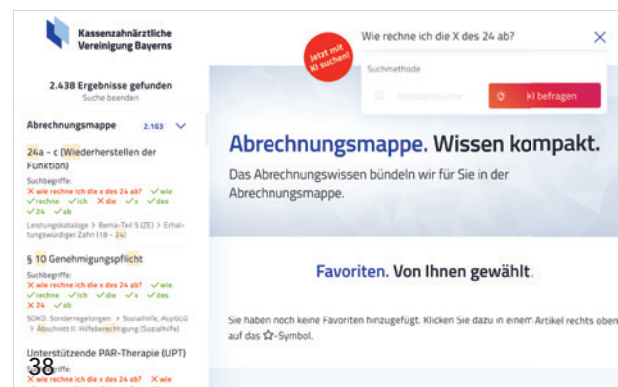 Kassenzahnärztliche
Vereinigung Bayerns
2.438 Ergebnisse gefunden
Suche beenden
Abrechnungsmappe 2.163
24a - c (Wiederherstellen der
Funktion)
Suchbegriffe:
X wie rechne ich die x des 24 ab? ✓ wie
✓ rechne ✓ ich X die ✓ x ✓ des
✓ 24 ✓ ab
Leistungskataloge > Bema-Teil 5 (ZE) > Erhal-
tungswürdiger Zahn (18 - 24)
§ 10 Genehmigungspflicht
Suchbegriffe:
X wie rechne ich die x des 24 ab? ✓ wie
✓ rechne ✓ ich ✓ die ✓ x ✓ des
X 24 ✓ ab
SOKO, Sonderregelungen. > Sozialhilfe, AsylbLG
> Abschnitt II: Hilfeberechtigung (Sozialhilfe)
Unterstützende PAR-Therapie (UPT)
38
X wie rechne ich die x des 24 ab? X wie
Jetzt mit
KI suchen!
Wie rechne ich die X des 24 ab?
Suchmethode
Standardsuche
KI befragen
Abrechnungsmappe. Wissen kompakt.
Das Abrechnungswissen bündeln wir für Sie in der
Abrechnungsmappe.
Favoriten. Von Ihnen gewählt.
Sie haben noch keine Favoriten hinzugefügt. Klicken Sie dazu in einem Artikel rechts oben
auf das ☆-Symbol.